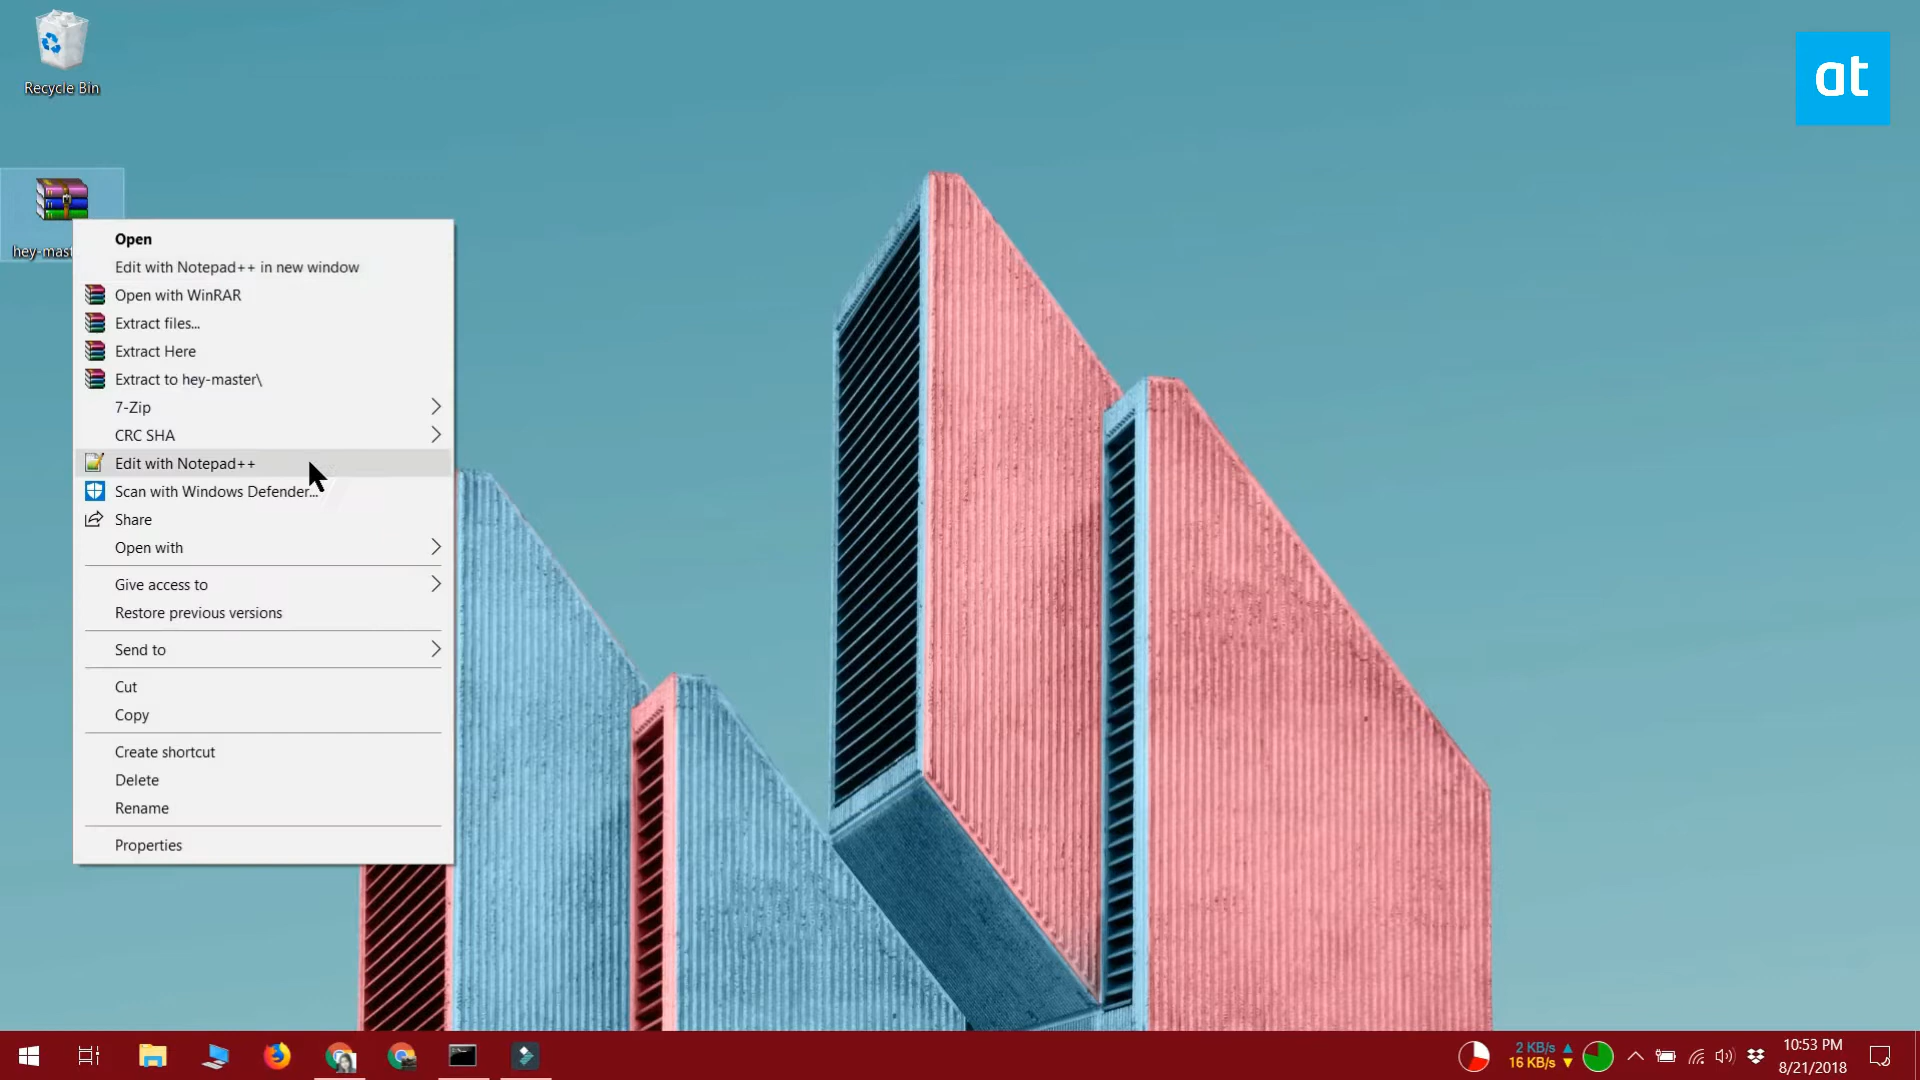 Recycle Bin
at
hey-mast
Open
Edit with Notepad++ in new window
Open with WinRAR
Extract files...
Extract Here
Extract to hey-master\
7-Zip
CRC SHA
Edit with Notepad++
Scan with Windows Defender...
Share
Open with
Give access to
Restore previous versions
Send to
Cut
Copy
Create shortcut
Delete
Rename
Properties
2 KB/s
16 KB/s
10:53 PM
8/21/2018